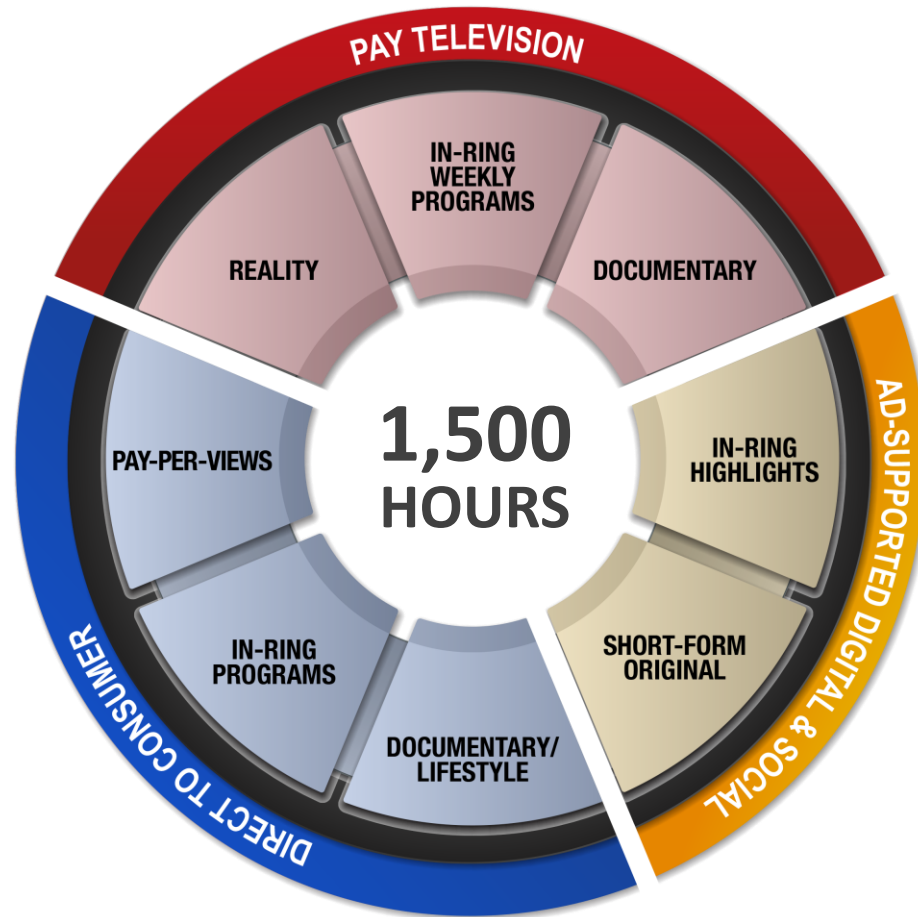 PAY TELEVISION
IN-RING
WEEKLY
PROGRAMS
REALITY
DOCUMENTARY
AD-SUPPORTED DIGITAL & SOCIAL
IN-RING
HIGHLIGHTS
SHORT-FORM
ORIGINAL
DIRECT TO CONSUMER
PAY-PER-VIEWS
IN-RING
PROGRAMS
DOCUMENTARY/
LIFESTYLE
1,500
HOURS